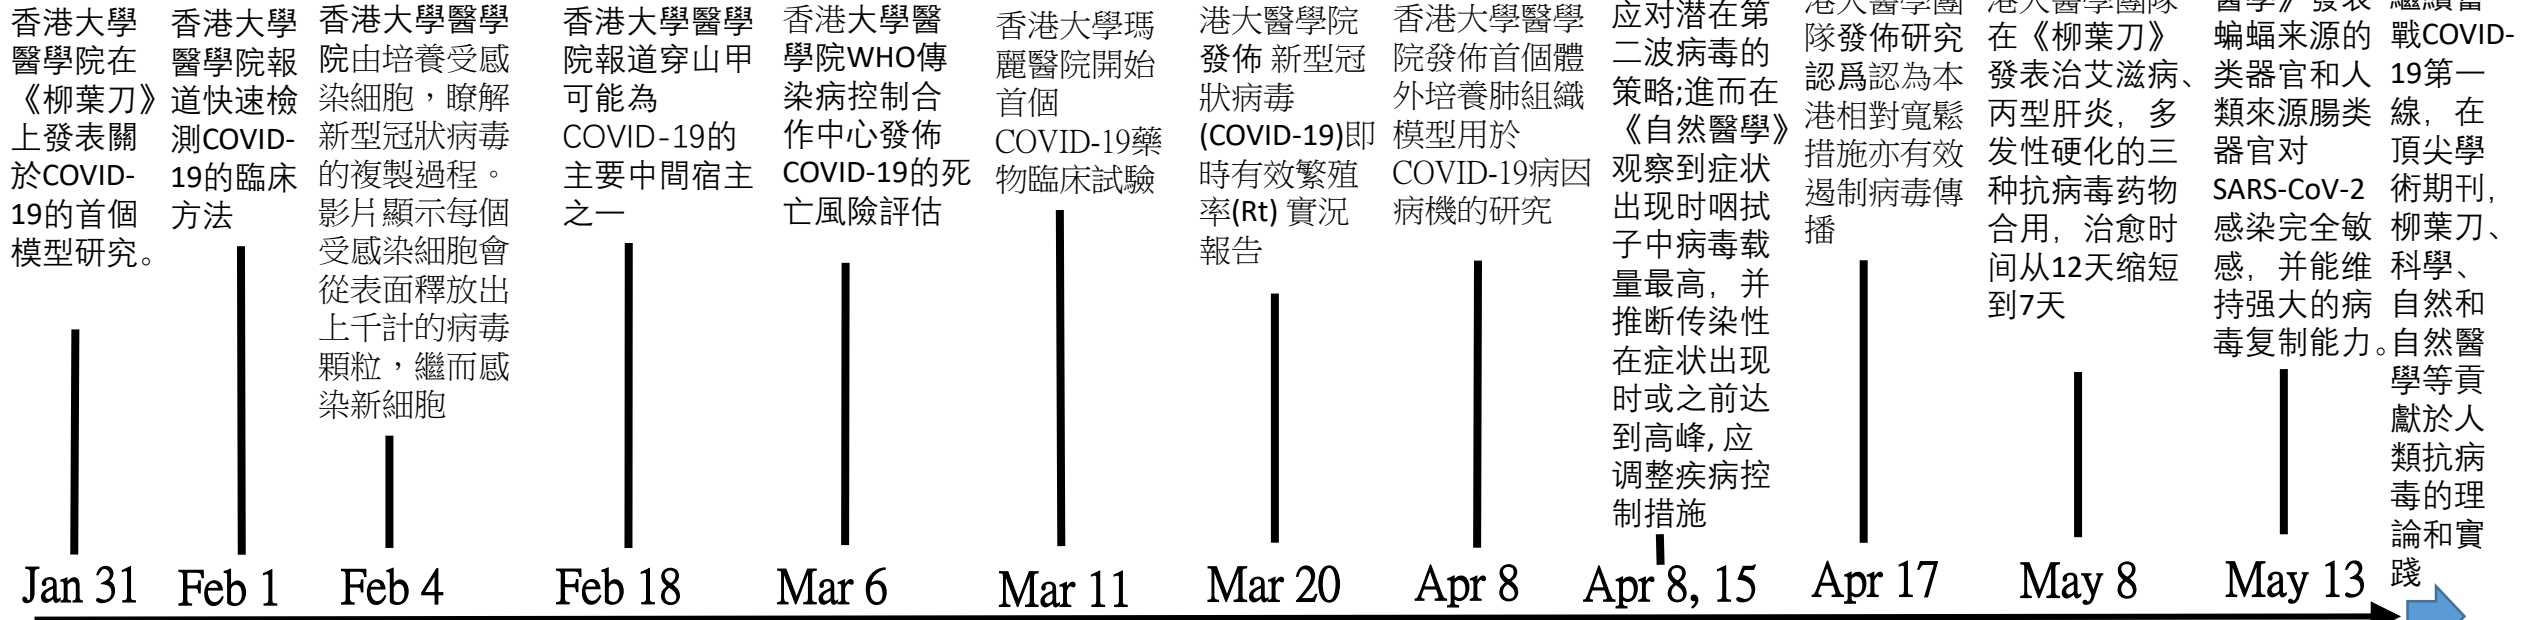 香港大學
醫學院在
《柳葉刀》
上發表關
於COVID-
19的首個
模型研究。
香港大學
醫學院報
道快速檢
測COVID-
19的臨床
方法
香港大學醫學
院由培養受感
染細胞，瞭解
新型冠狀病毒
的複製過程。
影片顯示每個
受感染細胞會
從表面釋放出
上千計的病毒
顆粒，繼而感
染新細胞
香港大學醫學
院報道穿山甲
可能為
COVID-19的
主要中間宿主
之一
香港大學醫
學院WHO傳
染病控制合
作中心發佈
COVID-19的死
亡風險評估
香港大學瑪
麗醫院開始
首個
COVID-19藥
物臨床試驗
港大醫學院
發佈 新型冠
狀病毒
(COVID-19)即
時有效繁殖
率(Rt) 實況
報告
香港大學醫學
院發佈首個體
外培養肺組織
模型用於
COVID-19病因
病機的研究
应对潜在第
二波病毒的
策略;進而在
《自然醫學》
观察到症状
出现时咽拭
子中病毒载
量最高，并
推断传染性
在症状出现
时或之前达
到高峰, 应
调整疾病控
制措施
港大醫學團
隊發佈研究
認爲認為本
港相對寬鬆
措施亦有效
遏制病毒傳
播
港大醫學團隊
在《柳葉刀》
發表治艾滋病、
丙型肝炎，多
发性硬化的三
种抗病毒药物
合用，治愈时
间从12天缩短
到7天
醫學》發表
蝙蝠来源的
类器官和人
類來源腸类
器官对
SARS-CoV-2
感染完全敏
感，并能维
持强大的病
毒复制能力。
繼續奮
戰COVID-
19第一
線，在
頂尖學
術期刊，
柳葉刀、
科學、
自然和
自然醫
學等貢
獻於人
類抗病
毒的理
論和實
踐
Jan 31
Feb 1
Feb 4
Feb 18
Mar 6
Mar 11
Mar 20
Apr 8
Apr 8, 15
Apr 17
May 8
May 13